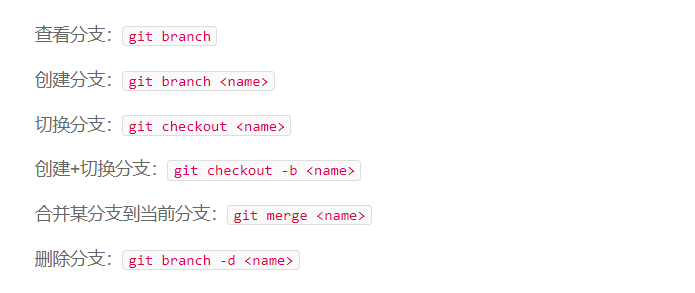 查看分支：git branch
创建分支：git branch <name>
切换分支：git checkout <name>
创建+切换分支：git checkout -b <name>
合并某分支到当前分支：git merge <name>
删除分支：git branch -d <name>